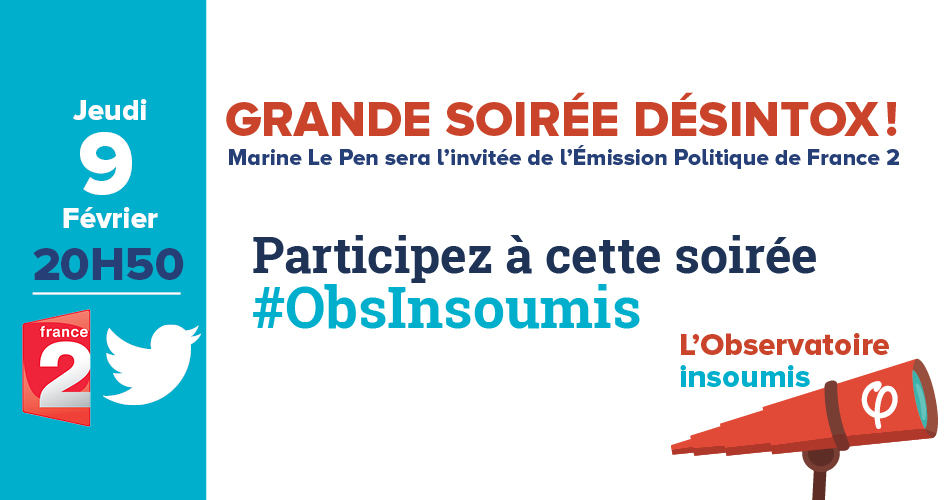 Jeudi
9
Février
20H50
france
2
GRANDE SOIRÉE DÉSINTOX !
Marine Le Pen sera l’invitée de l’Émission Politique de France 2
Participez à cette soirée
#ObsInsoumis
L’Observatoire
insoumis
φ